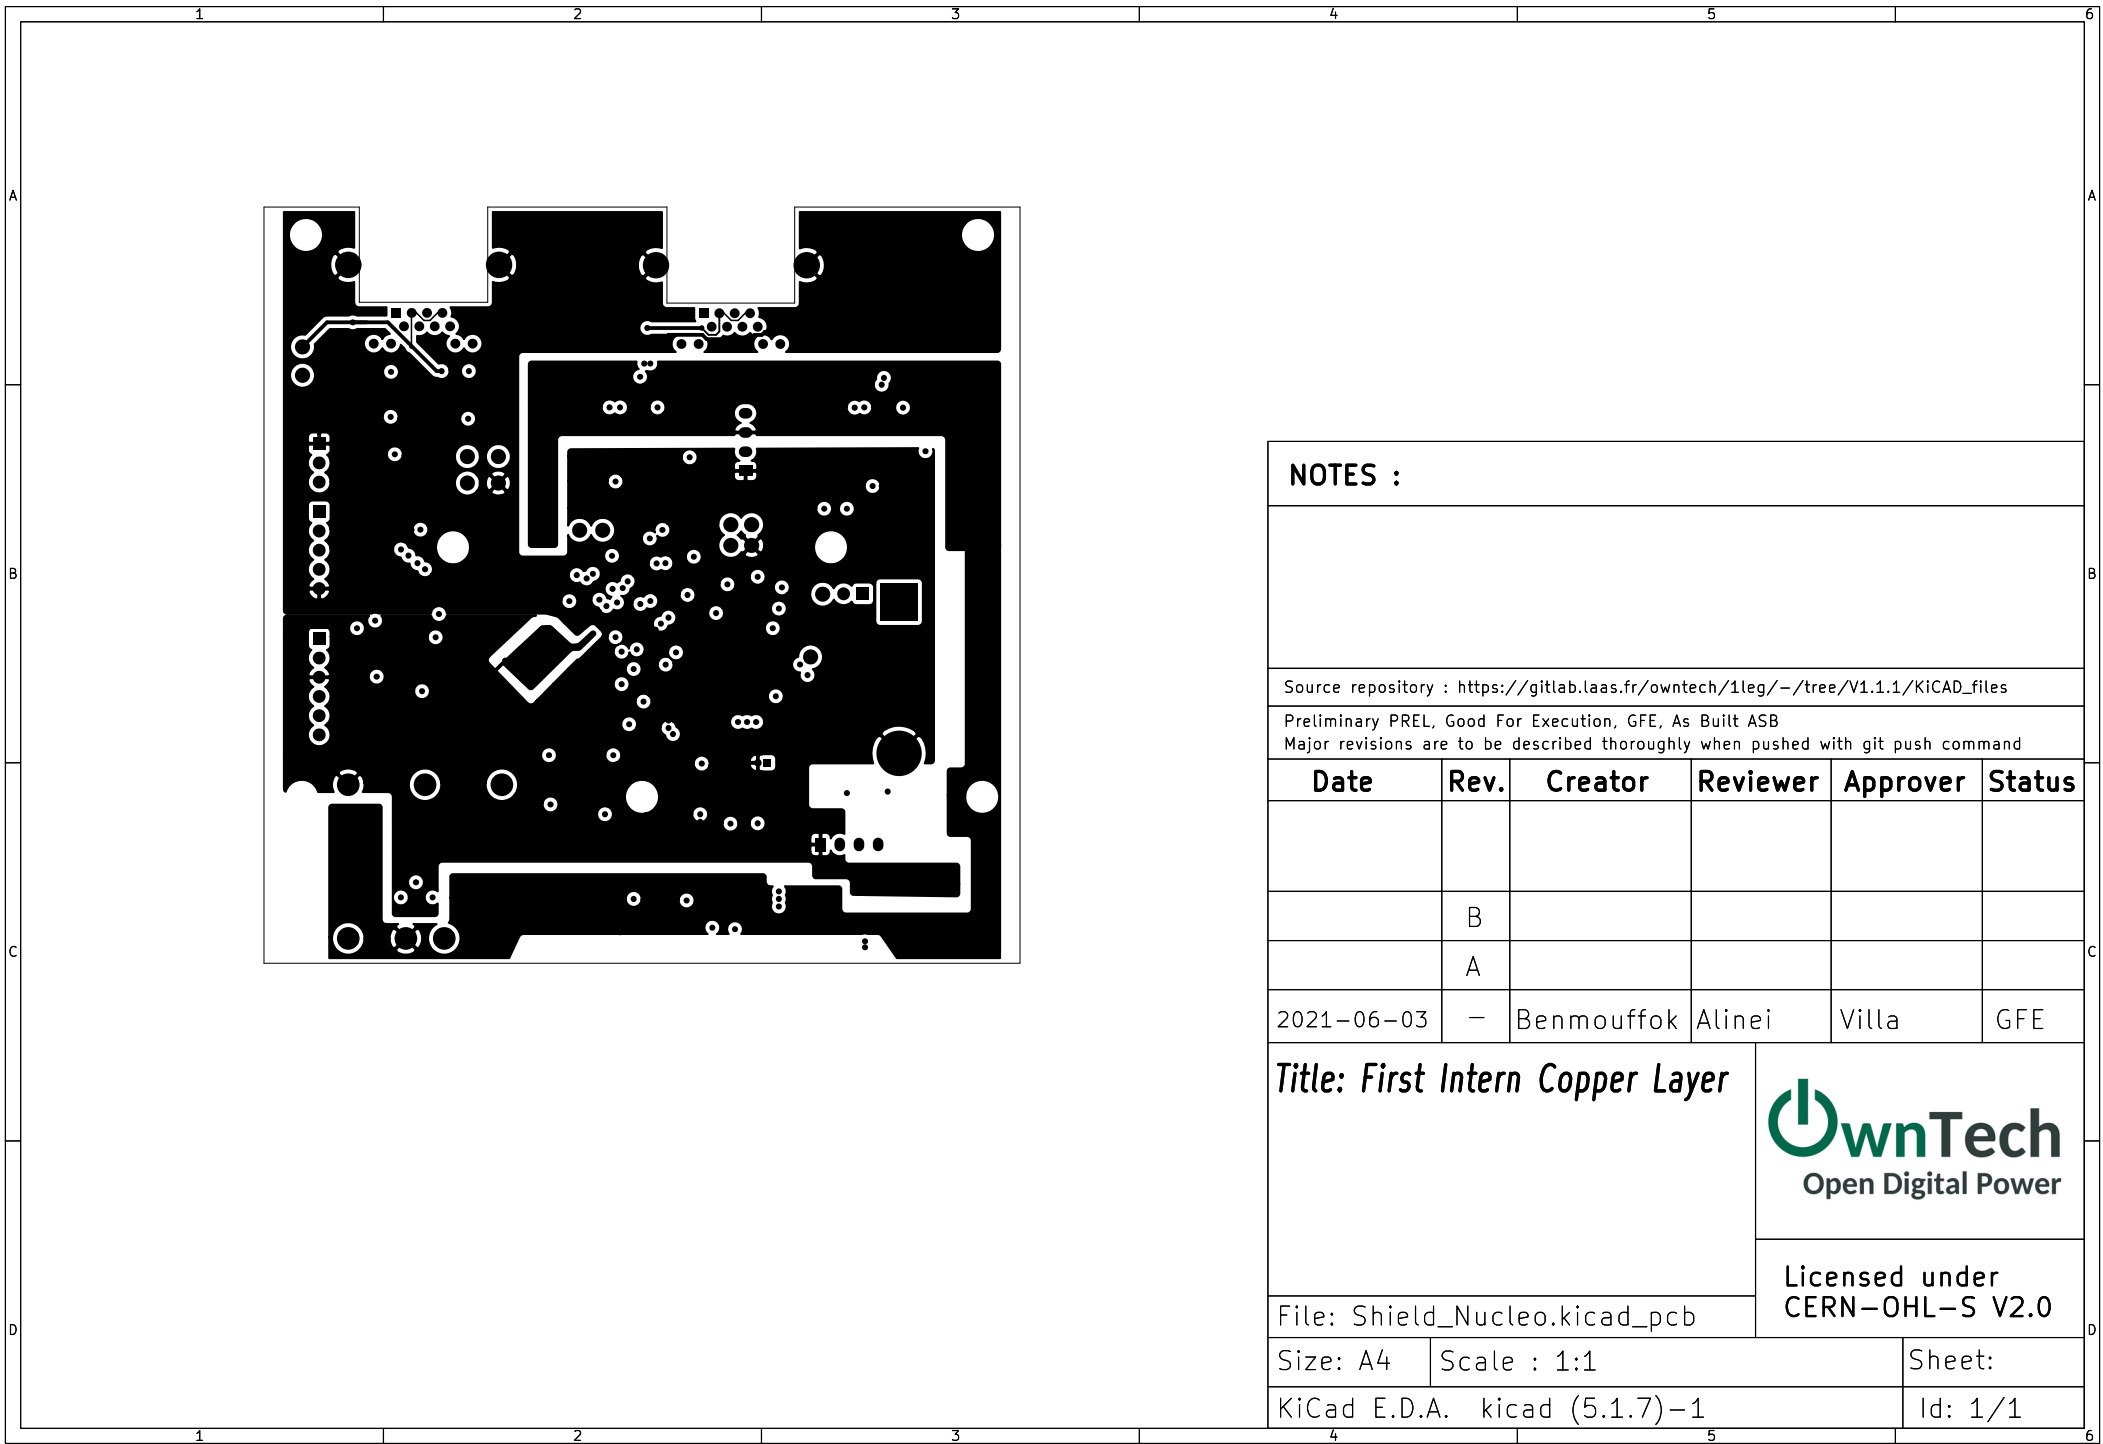 1 2 3 4 5 6
A A
B B
C C
D D
NOTES :
Source repository : https://gitlab.laas.fr/owntech/1leg/-/tree/V1.1.1/KiCAD_files
Preliminary PREL, Good For Execution, GFE, As Built ASB
Major revisions are to be described thoroughly when pushed with git push command
Date Rev. Creator Reviewer Approver Status
B
A
2021-06-03 - Benmouffok Alinei Villa GFE
Title: First Intern Copper Layer
OwnTech
Open Digital Power
Licensed under
CERN-OHL-S V2.0
File: Shield_Nucleo.kicad_pcb
Size: A4 Scale : 1:1 Sheet:
KiCad E.D.A. kicad (5.1.7)-1 Id: 1/1
1 2 3 4 5 6